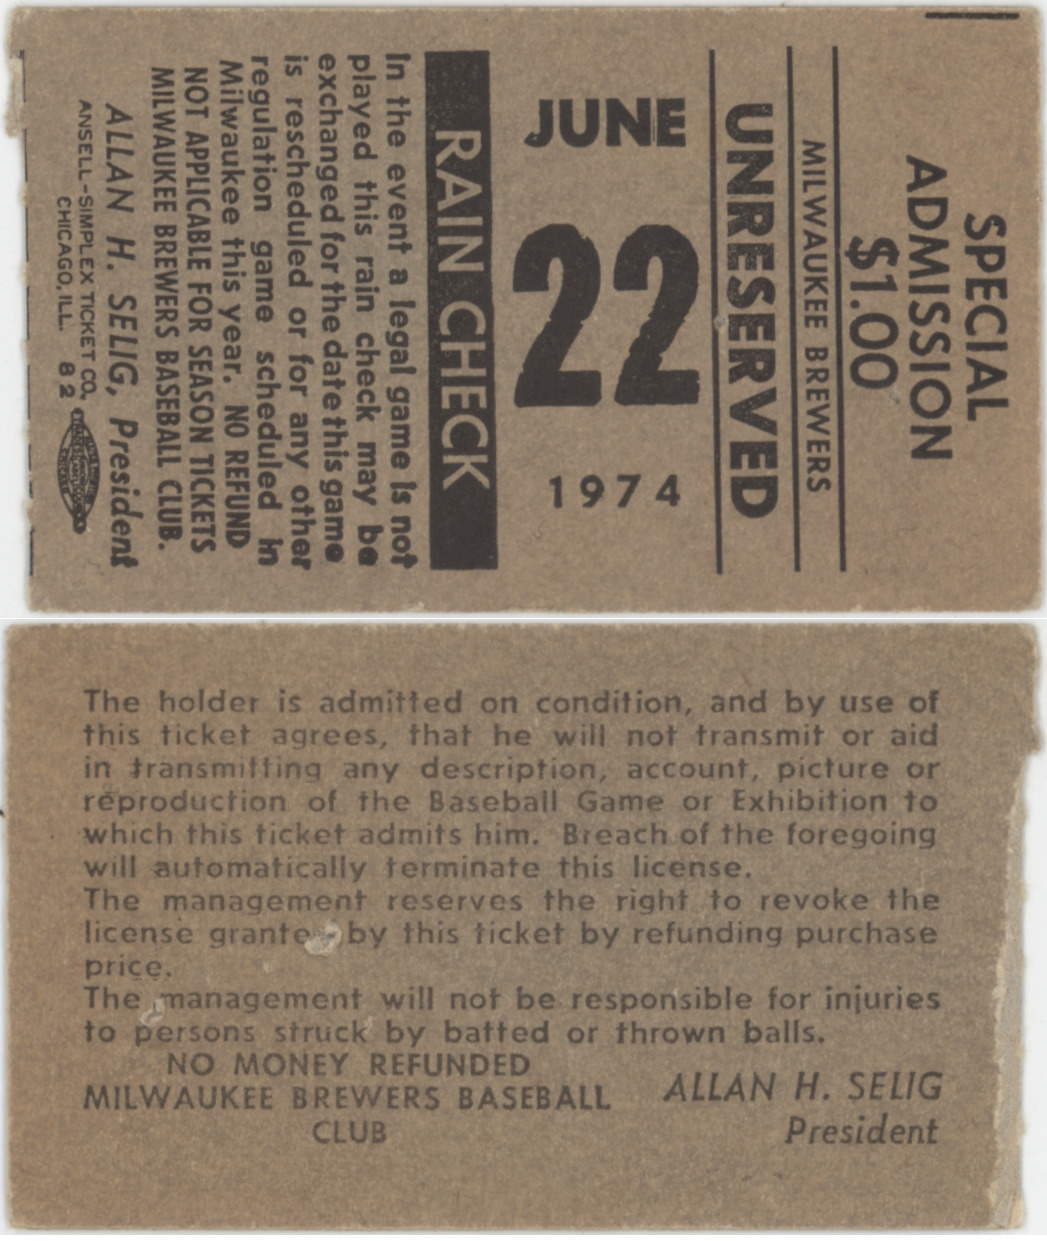 SPECIAL
ADMISSION
$1.00
MILWAUKEE BREWERS
UNRESERVED
JUNE
22
1974
RAIN CHECK
In the event a legal game is not
played this rain check may be
exchanged for the date this game
is rescheduled or for any other
regulation game scheduled in
Milwaukee this year. NO REFUND
NOT APPLICABLE FOR SEASON TICKETS
MILWAUKEE BREWERS BASEBALL CLUB.
ALLAN H. SELIG, President
ANSELL-SIMPLEX TICKET CO.
CHICAGO, ILL. 82
The holder is admitted on condition, and by use of
this ticket agrees, that he will not transmit or aid
in transmitting any description, account, picture or
reproduction of the Baseball Game or Exhibition to
which this ticket admits him. Breach of the foregoing
will automatically terminate this license.
The management reserves the right to revoke the
license granted by this ticket by refunding purchase
price.
The management will not be responsible for injuries
to persons struck by batted or thrown balls.
NO MONEY REFUNDED
MILWAUKEE BREWERS BASEBALL
CLUB
ALLAN H. SELIG
President